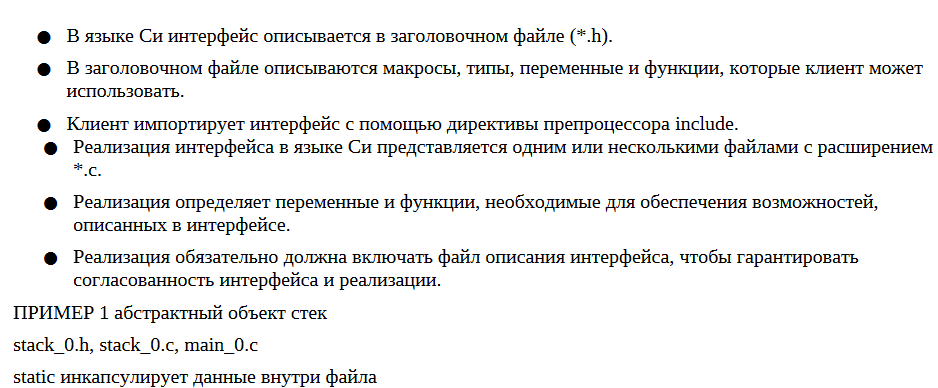 ● В языке Си интерфейс описывается в заголовочном файле (*.h).
● В заголовочном файле описываются макросы, типы, переменные и функции, которые клиент может
использовать.
● Клиент импортирует интерфейс с помощью директивы препроцессора include.
● Реализация интерфейса в языке Си представляется одним или несколькими файлами с расширением
*.c.
● Реализация определяет переменные и функции, необходимые для обеспечения возможностей,
описанных в интерфейсе.
● Реализация обязательно должна включать файл описания интерфейса, чтобы гарантировать
согласованность интерфейса и реализации.
ПРИМЕР 1 абстрактный объект стек
stack_0.h, stack_0.c, main_0.c
static инкапсулирует данные внутри файла